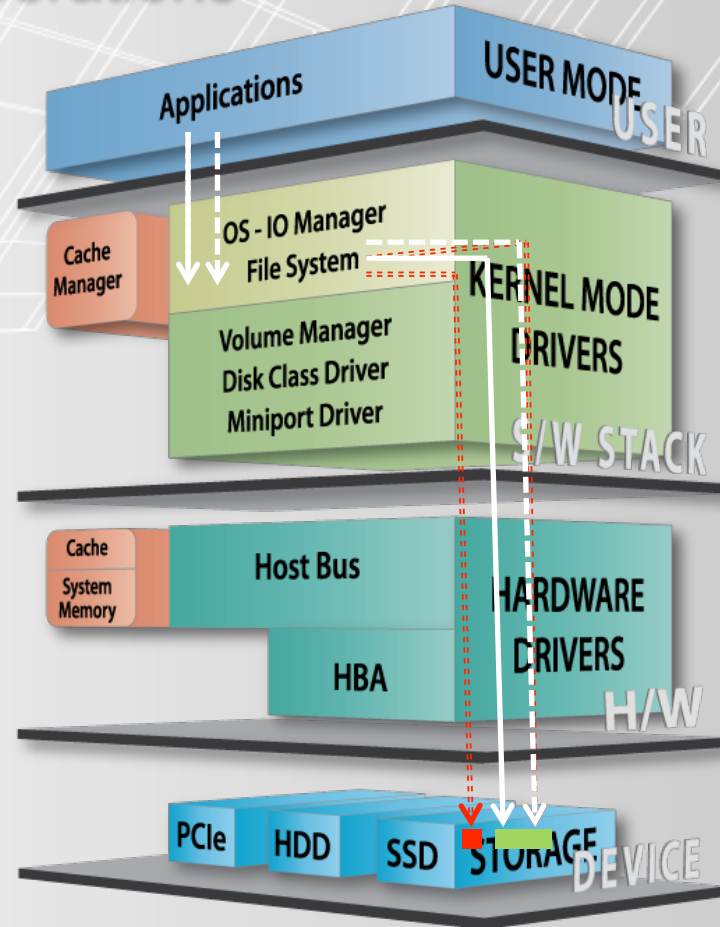 Applications
USER MODE
USER
Cache
Manager
OS - IO Manager
File System
KERNEL MODE
DRIVERS
Volume Manager
Disk Class Driver
Miniport Driver
S/W STACK
Cache
System
Memory
Host Bus
HARDWARE
DRIVERS
HBA
H/W
PCIe
HDD
SSD
STORAGE
DEVICE